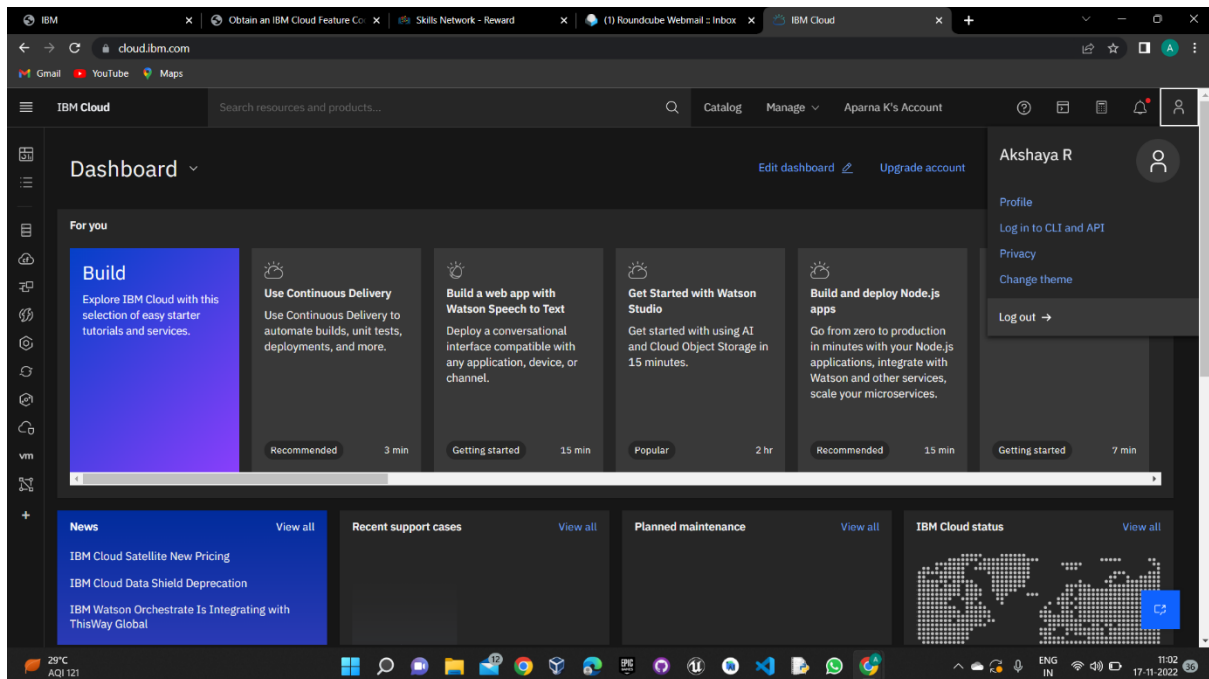 IBM
Obtain an IBM Cloud Feature Co
Skills Network - Reward
(1) Roundcube Webmail :: Inbox
IBM Cloud
cloud.ibm.com
A
Gmail
YouTube
Maps
IBM Cloud
Search resources and products...
Catalog
Manage
Aparna K's Account
Akshaya R
Profile
Log in to CLI and API
Privacy
Change theme
Log out →
Dashboard
Edit dashboard
Upgrade account
For you
Build
Explore IBM Cloud with this
selection of easy starter
tutorials and services.
Use Continuous Delivery
Use Continuous Delivery to
automate builds, unit tests,
deployments, and more.
Recommended 3 min
Build a web app with
Watson Speech to Text
Deploy a conversational
interface compatible with
any application, device, or
channel.
Getting started 15 min
Get Started with Watson
Studio
Get started with using AI
and Cloud Object Storage in
15 minutes.
Popular 2 hr
Build and deploy Node.js
apps
Go from zero to production
in minutes with your Node.js
applications, integrate with
Watson and other services,
scale your microservices.
Recommended 15 min
Getting started 7 min
vm
News View all
IBM Cloud Satellite New Pricing
IBM Cloud Data Shield Deprecation
IBM Watson Orchestrate Is Integrating with
ThisWay Global
Recent support cases View all
Planned maintenance View all
IBM Cloud status View all
29°C
AQI 121
12
EPIC
ENG
IN
11:02
17-11-2022
36